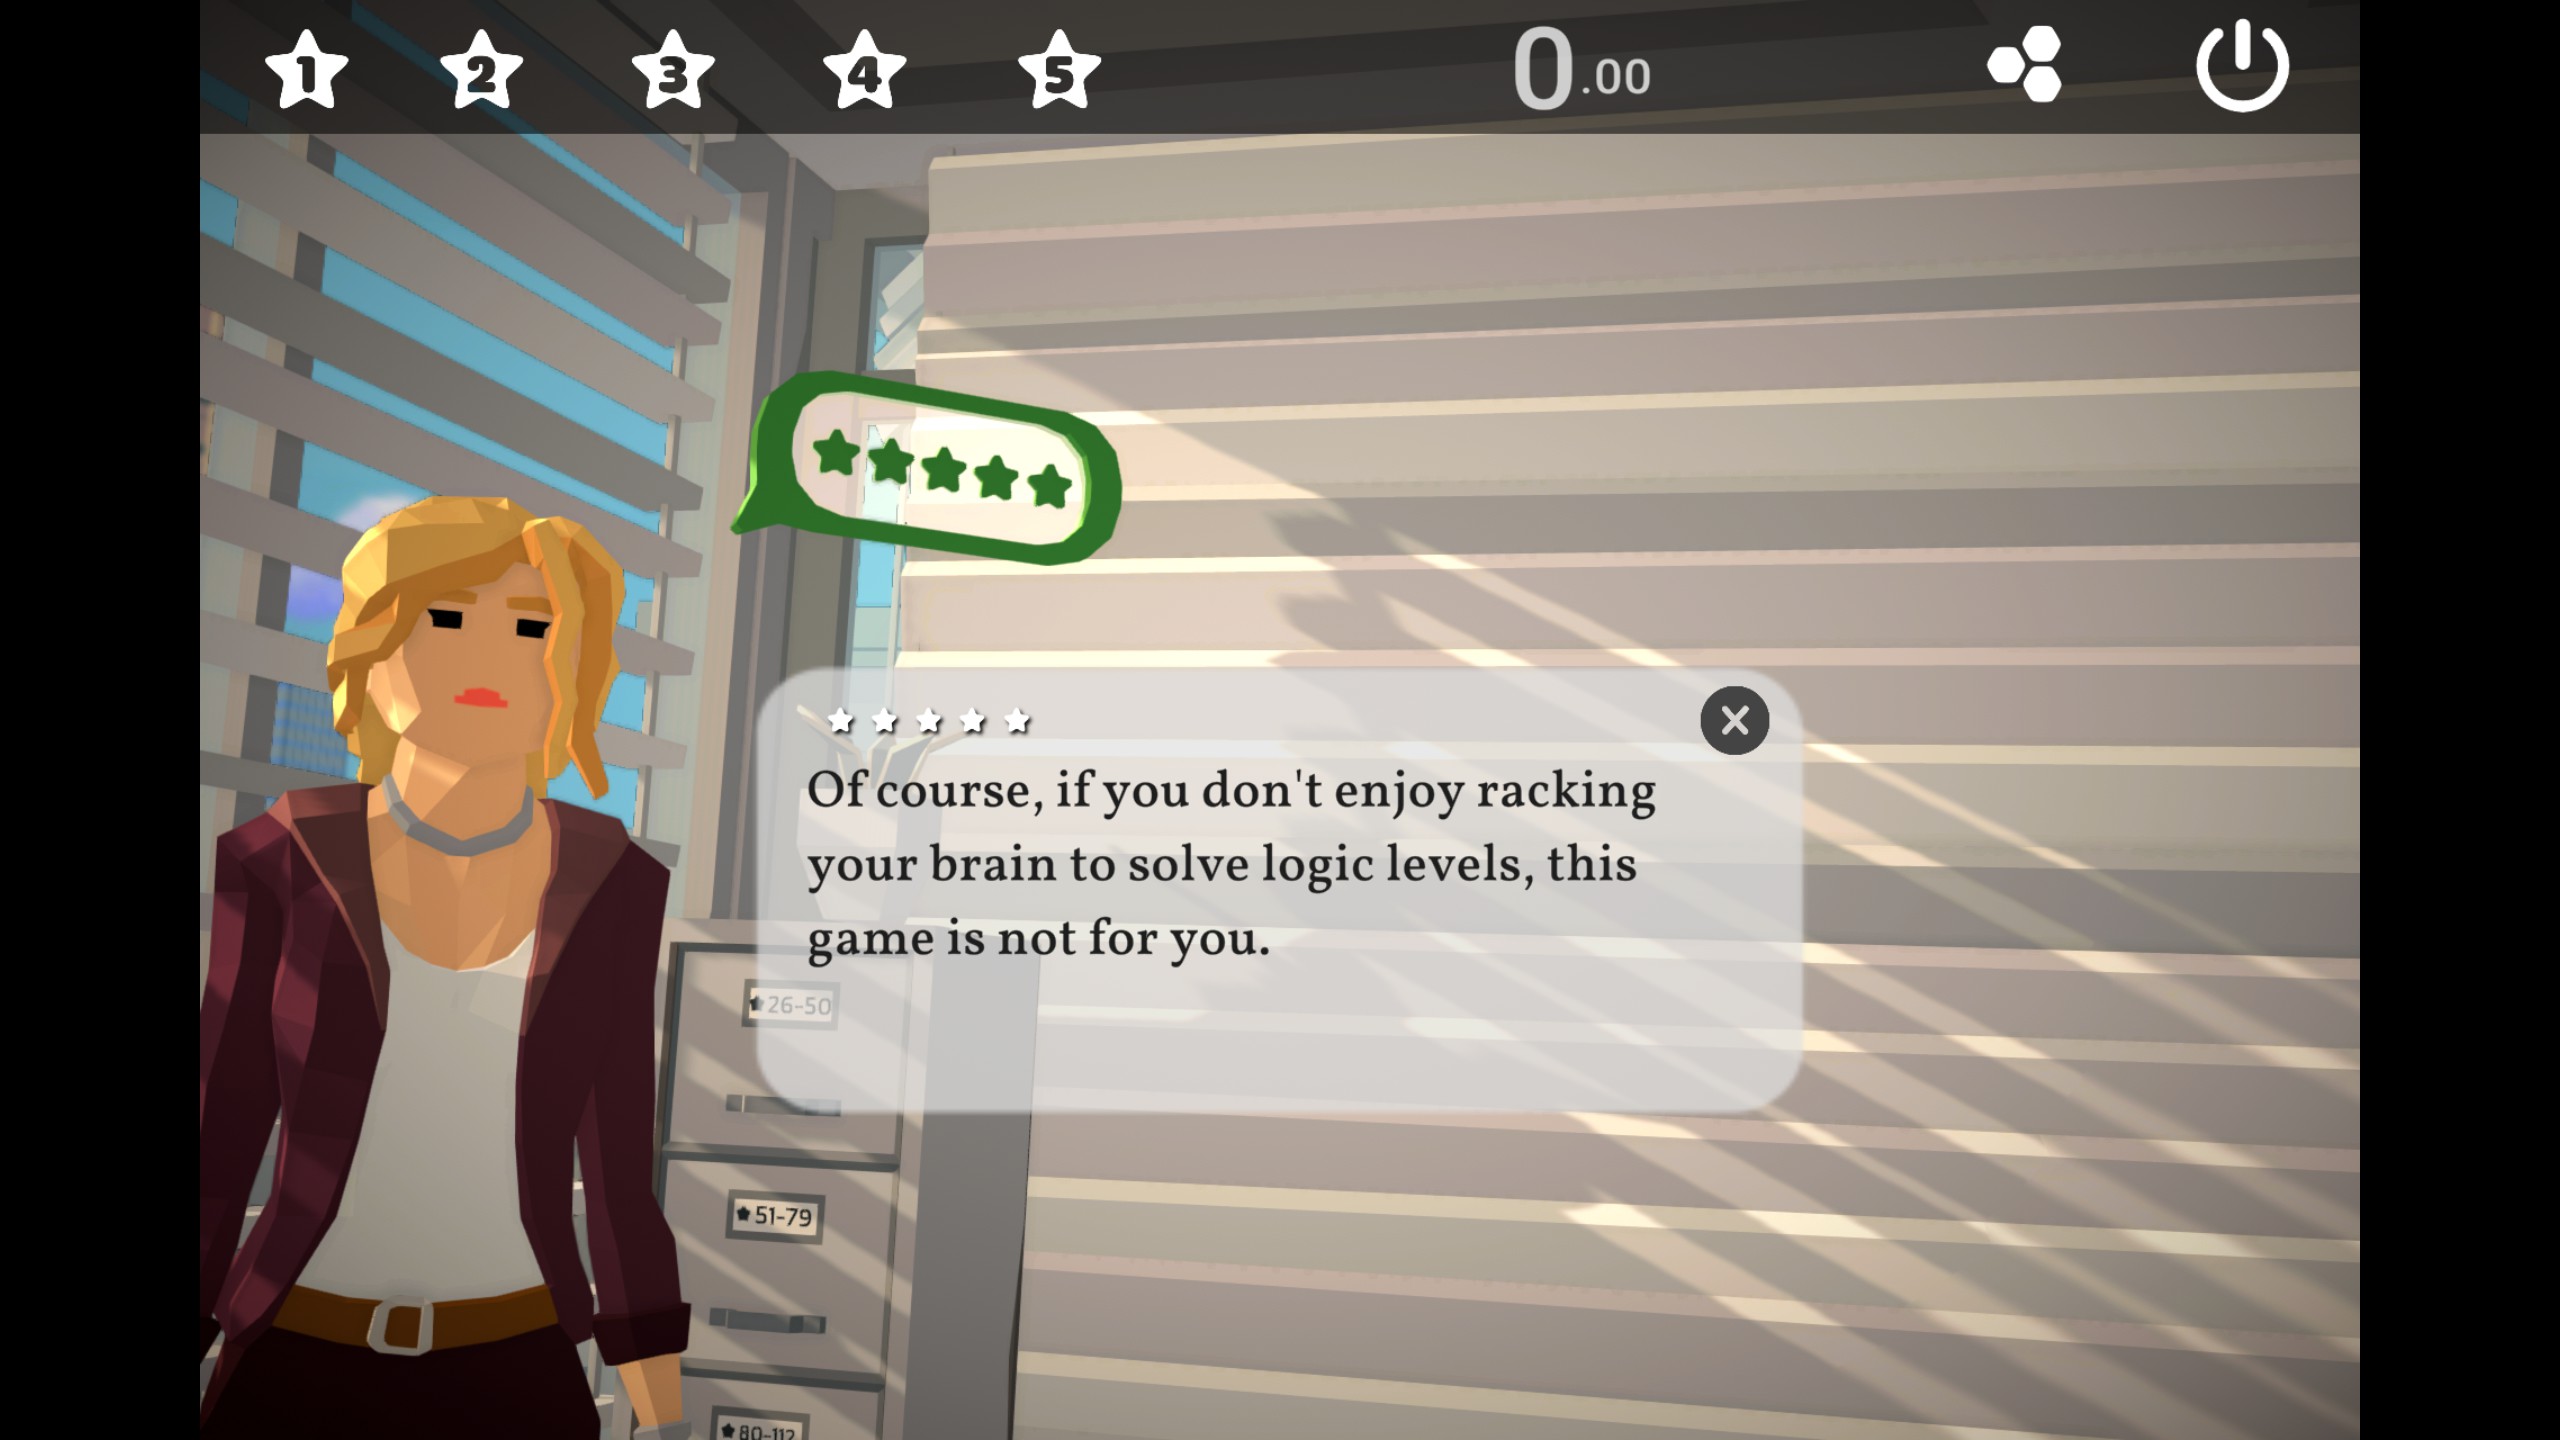 1 2 3 4 5
0.00
Of course, if you don't enjoy racking
your brain to solve logic levels, this
game is not for you.
26-50
51-79
80-112